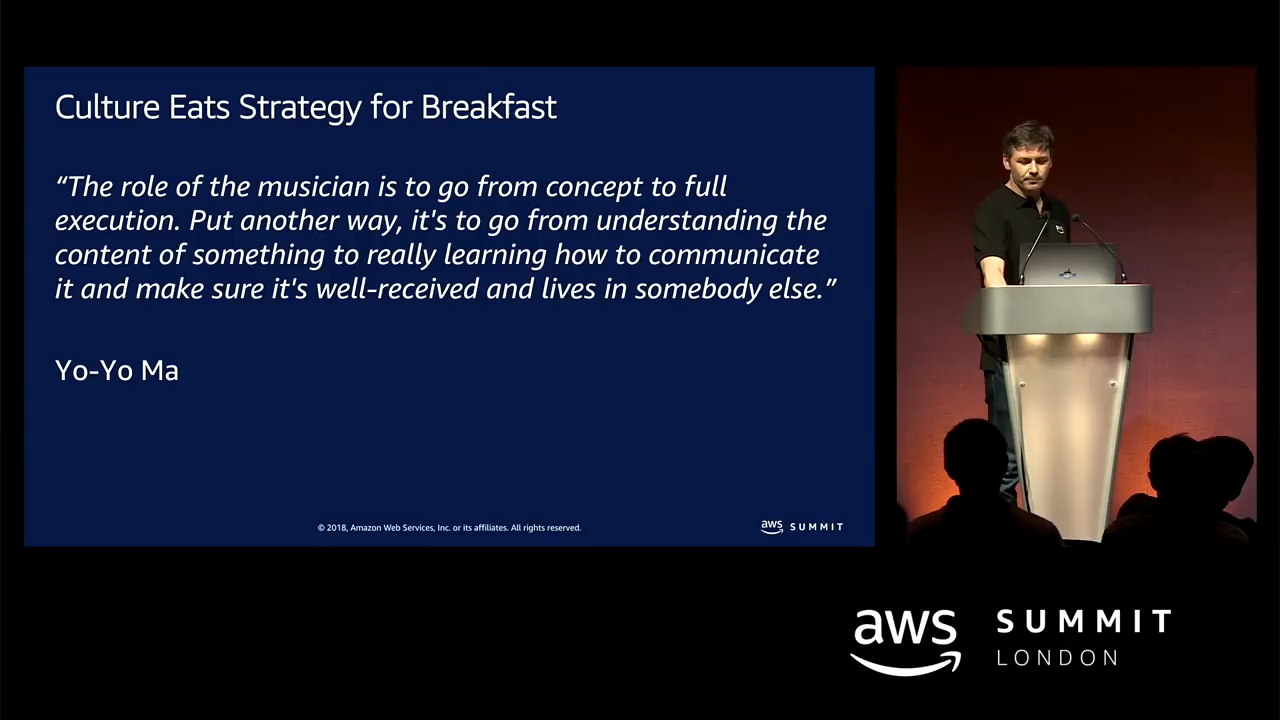 Culture Eats Strategy for Breakfast
“The role of the musician is to go from concept to full
execution. Put another way, it's to go from understanding the
content of something to really learning how to communicate
it and make sure it's well-received and lives in somebody else.”
Yo-Yo Ma
© 2018, Amazon Web Services, Inc. or its affiliates. All rights reserved.
aws SUMMIT
aws SUMMIT
LONDON